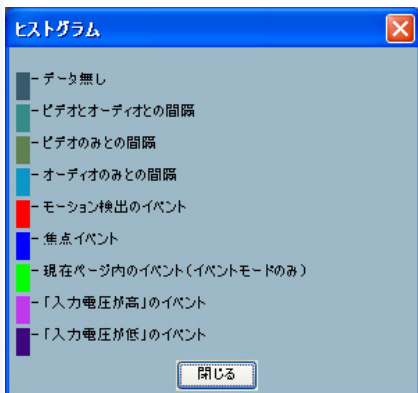 ヒストグラム
- データ無し
- ビデオとオーディオとの間隔
- ビデオのみとの間隔
- オーディオのみとの間隔
- モーション検出のイベント
- 焦点イベント
- 現在ページ内のイベント(イベントモードのみ)
- 「入力電圧が高」のイベント
- 「入力電圧が低」のイベント
閉じる